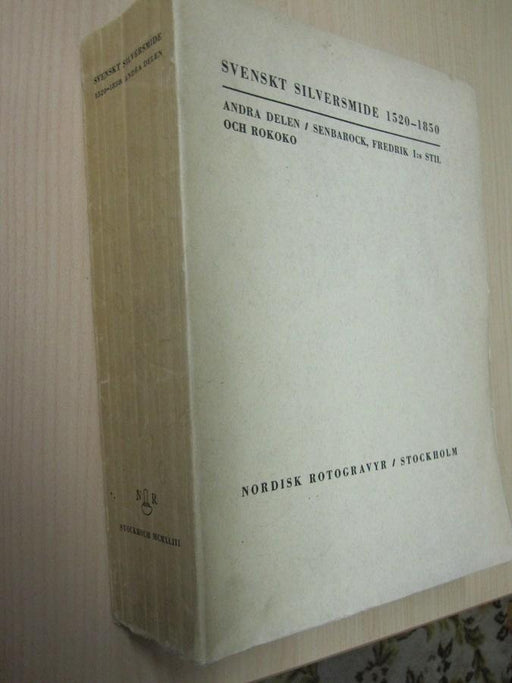 SVENSKT SILVERSMIDE
1520-1850 ANDRA DELEN
N R
STOCKHOLM MCMXLIII
SVENSKT SILVERSMIDE 1520-1850
ANDRA DELEN / SENBAROCK, FREDRIK I:s STIL
OCH ROKOKO
NORDISK ROTOGRAVYR / STOCKHOLM